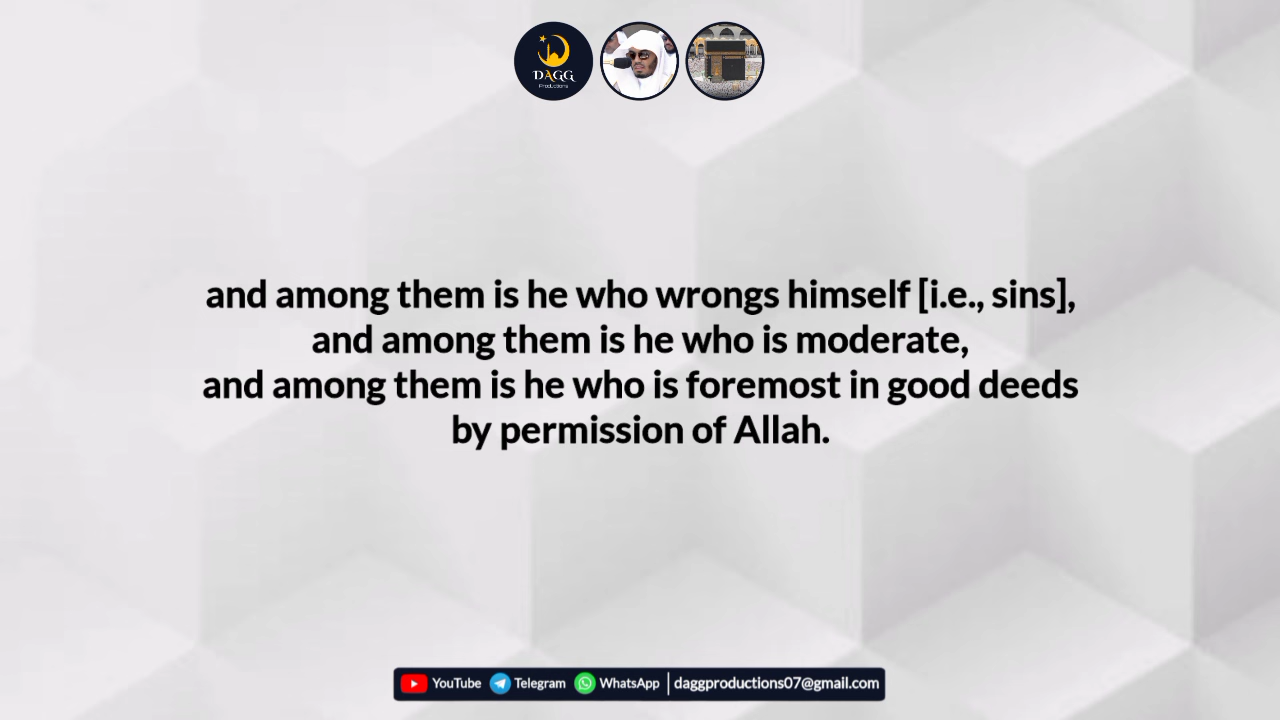 DAGG
Productions
and among them is he who wrongs himself [i.e., sins],
and among them is he who is moderate,
and among them is he who is foremost in good deeds
by permission of Allah.
YouTube Telegram WhatsApp | daggproductions07@gmail.com